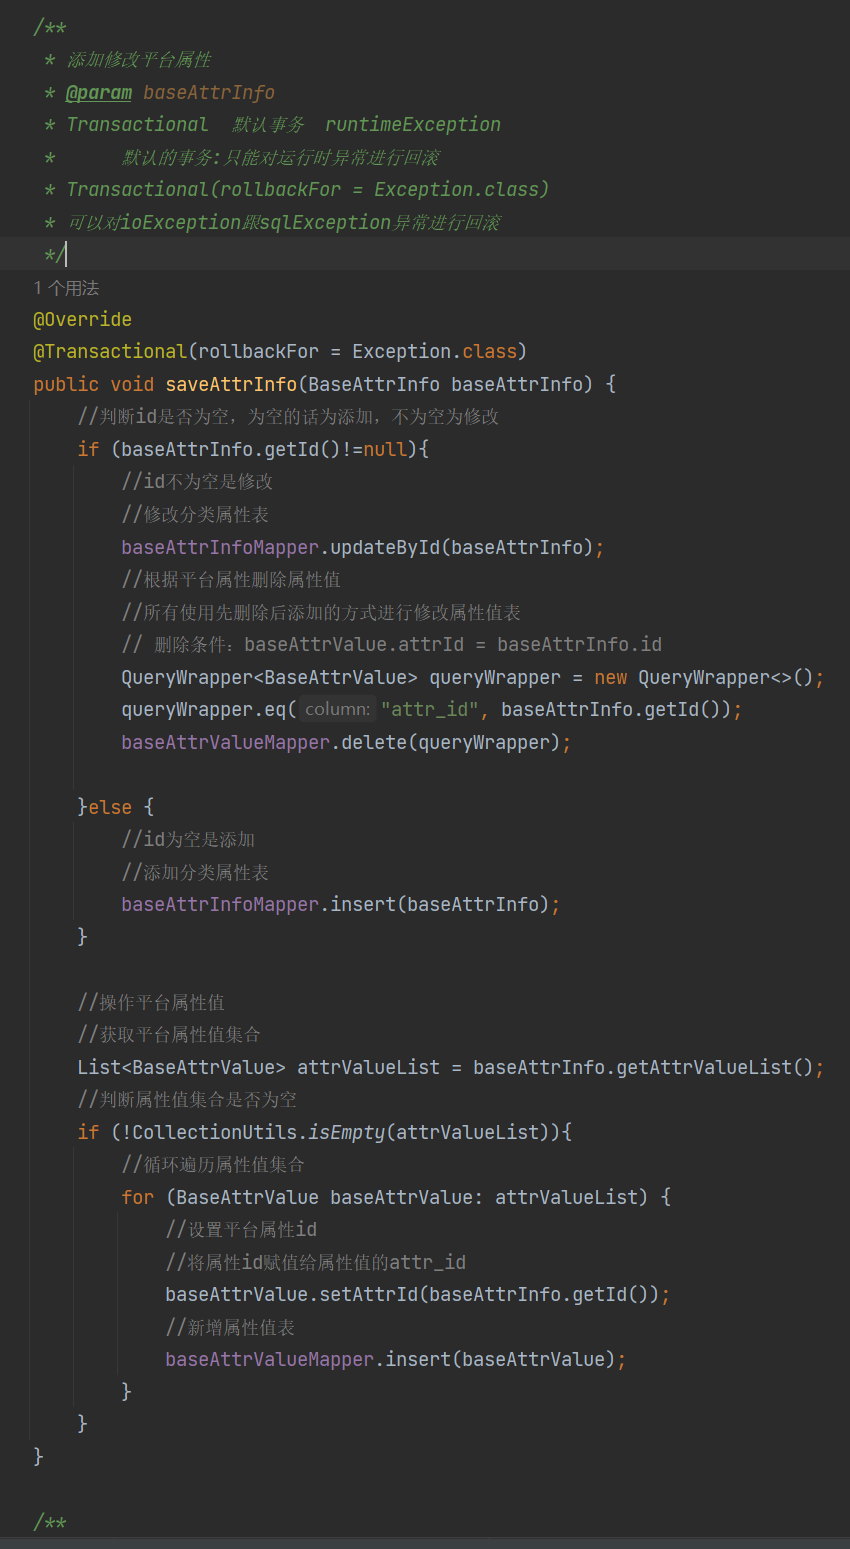 /**
 * 添加修改平台属性
 * @param baseAttrInfo
 * Transactional  默认事务  runtimeException
 *      默认的事务:只能对运行时异常进行回滚
 * Transactional(rollbackFor = Exception.class)
 * 可以对ioException跟sqlException异常进行回滚
 */
1 个用法
@Override
@Transactional(rollbackFor = Exception.class)
public void saveAttrInfo(BaseAttrInfo baseAttrInfo) {
    //判断id是否为空，为空的话为添加，不为空为修改
    if (baseAttrInfo.getId()!=null){
        //id不为空是修改
        //修改分类属性表
        baseAttrInfoMapper.updateById(baseAttrInfo);
        //根据平台属性删除属性值
        //所有使用先删除后添加的方式进行修改属性值表
        // 删除条件：baseAttrValue.attrId = baseAttrInfo.id
        QueryWrapper<BaseAttrValue> queryWrapper = new QueryWrapper<>();
        queryWrapper.eq( column: "attr_id", baseAttrInfo.getId());
        baseAttrValueMapper.delete(queryWrapper);
    }else {
        //id为空是添加
        //添加分类属性表
        baseAttrInfoMapper.insert(baseAttrInfo);
    }
    //操作平台属性值
    //获取平台属性值集合
    List<BaseAttrValue> attrValueList = baseAttrInfo.getAttrValueList();
    //判断属性值集合是否为空
    if (!CollectionUtils.isEmpty(attrValueList)){
        //循环遍历属性值集合
        for (BaseAttrValue baseAttrValue: attrValueList) {
            //设置平台属性id
            //将属性id赋值给属性值的attr_id
            baseAttrValue.setAttrId(baseAttrInfo.getId());
            //新增属性值表
            baseAttrValueMapper.insert(baseAttrValue);
        }
    }
}
/**